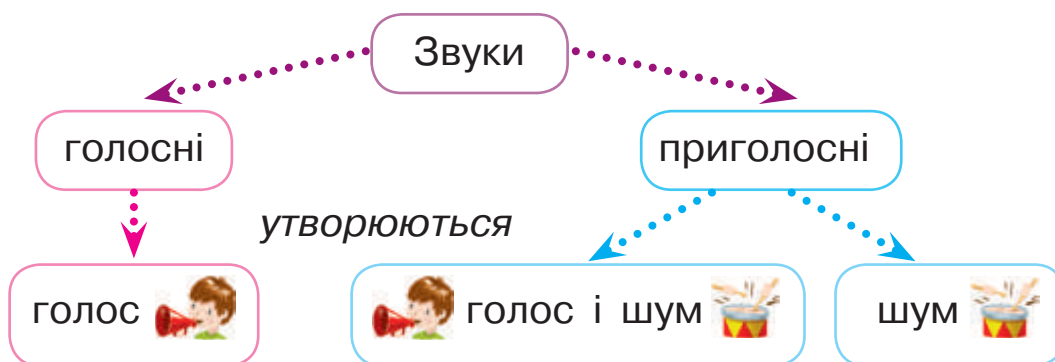 Звуки
голосні
приголосні
утворюються
голос
голос і шум
шум